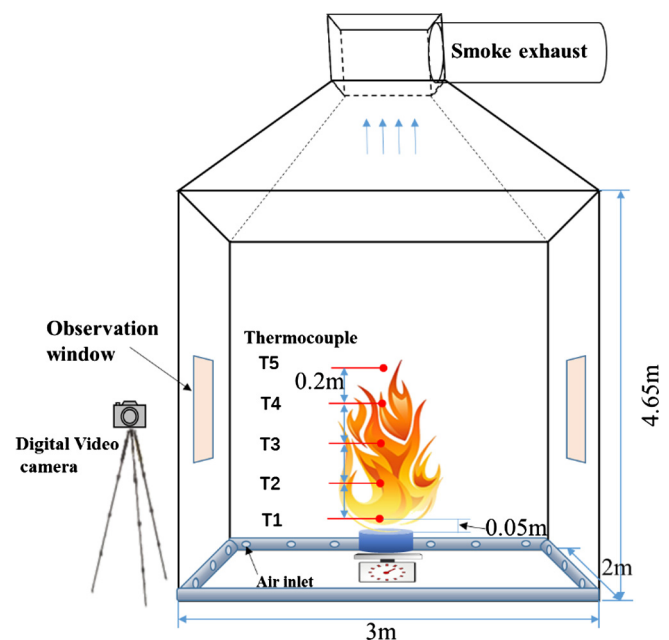 Smoke exhaust
Observation
window
Thermocouple
T5
0.2m
T4
T3
T2
T1
0.05m
4.65m
Digital Video
camera
Air inlet
2m
3m